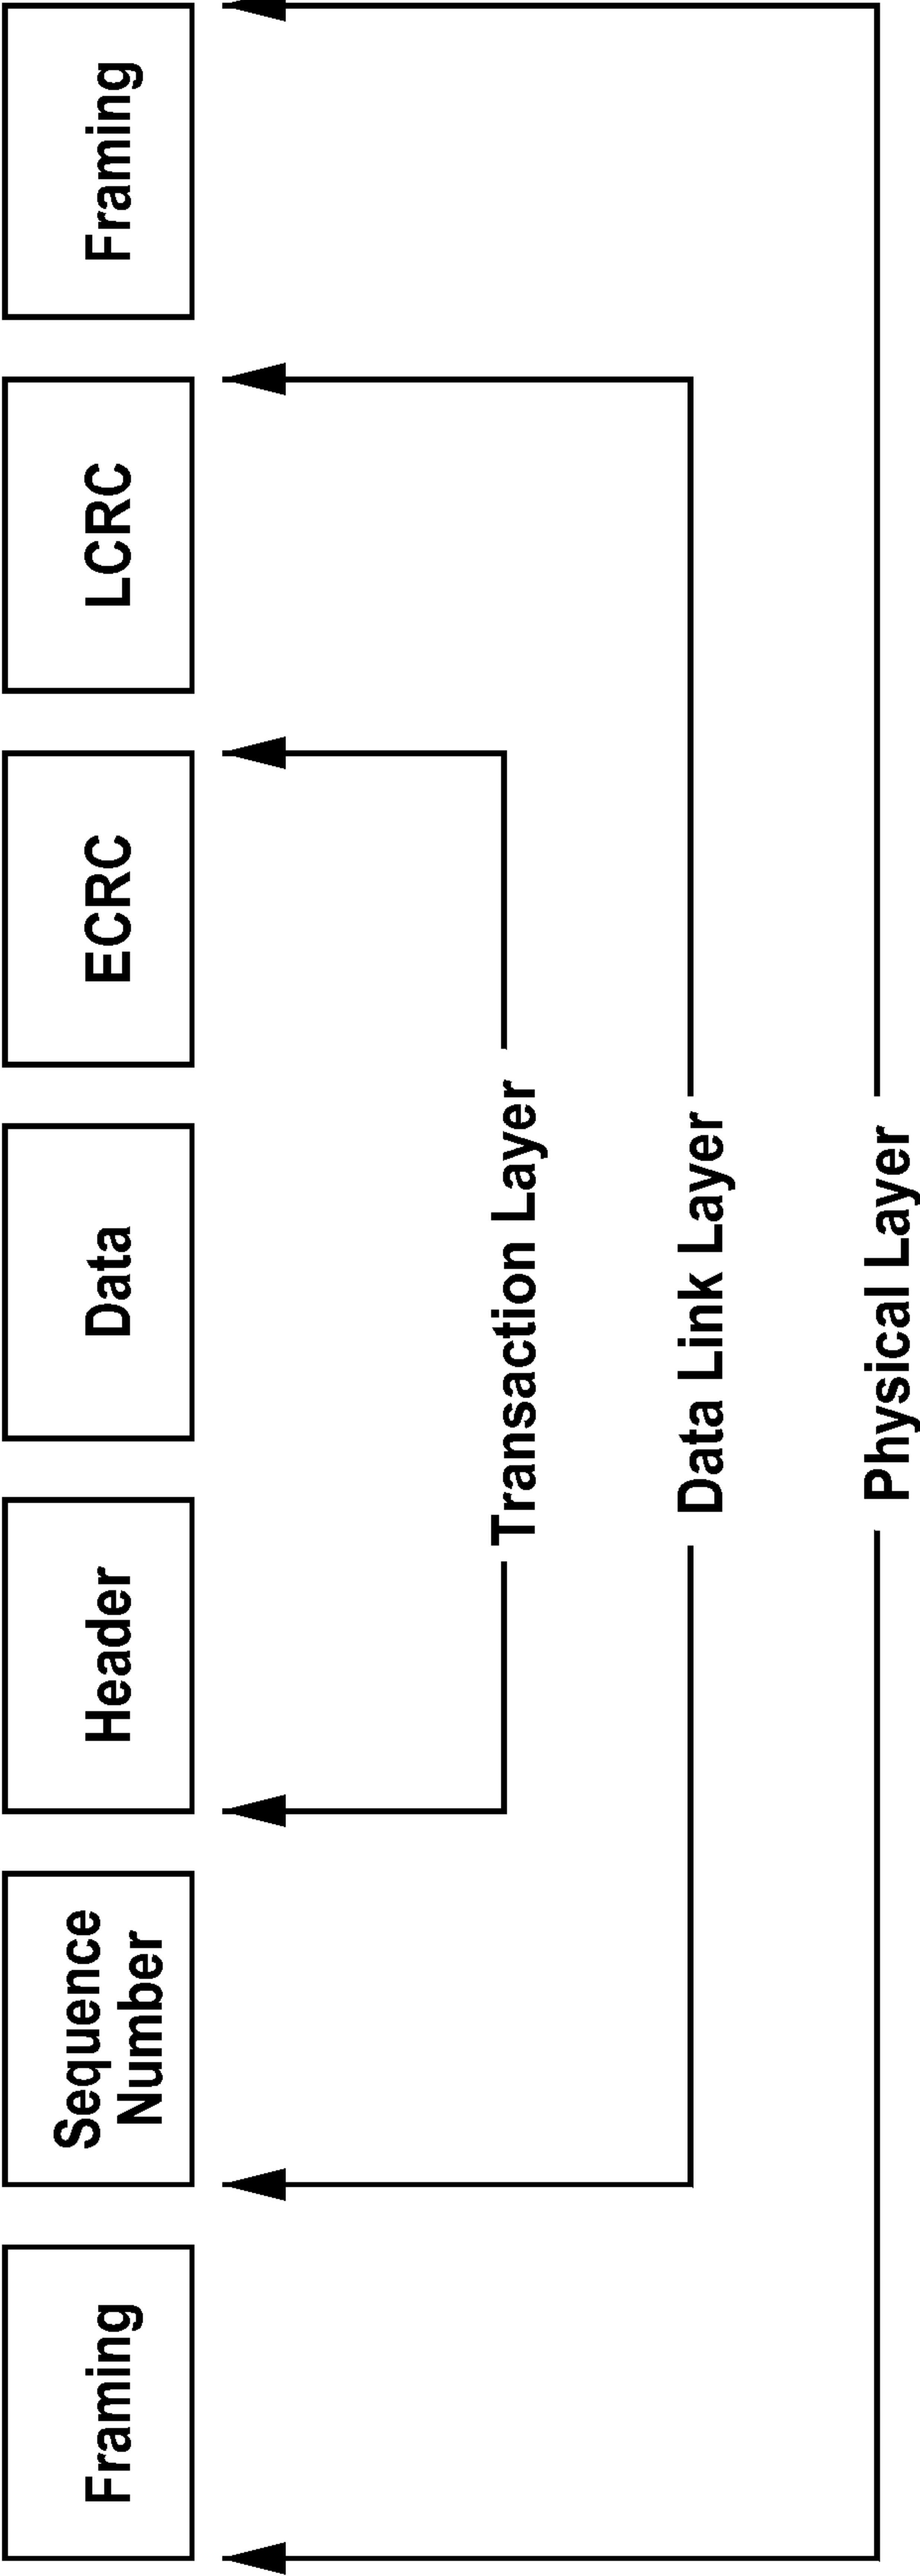 Framing
Sequence
Number
Header
Data
ECRC
LCRC
Framing
Transaction Layer
Data Link Layer
Physical Layer